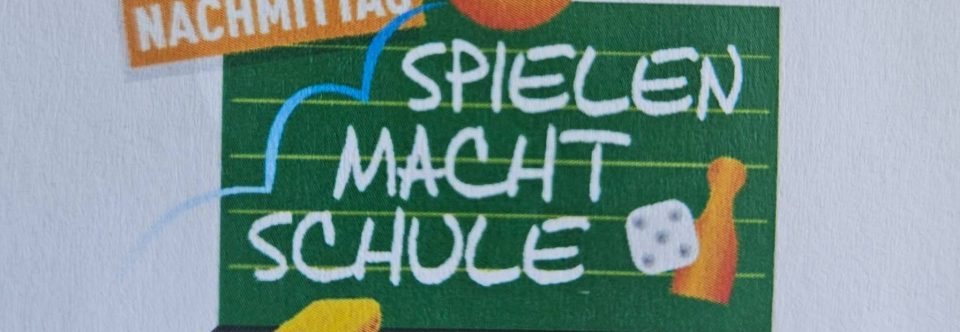 NACHMITTAG
SPIELEN
MACHT
SCHULE